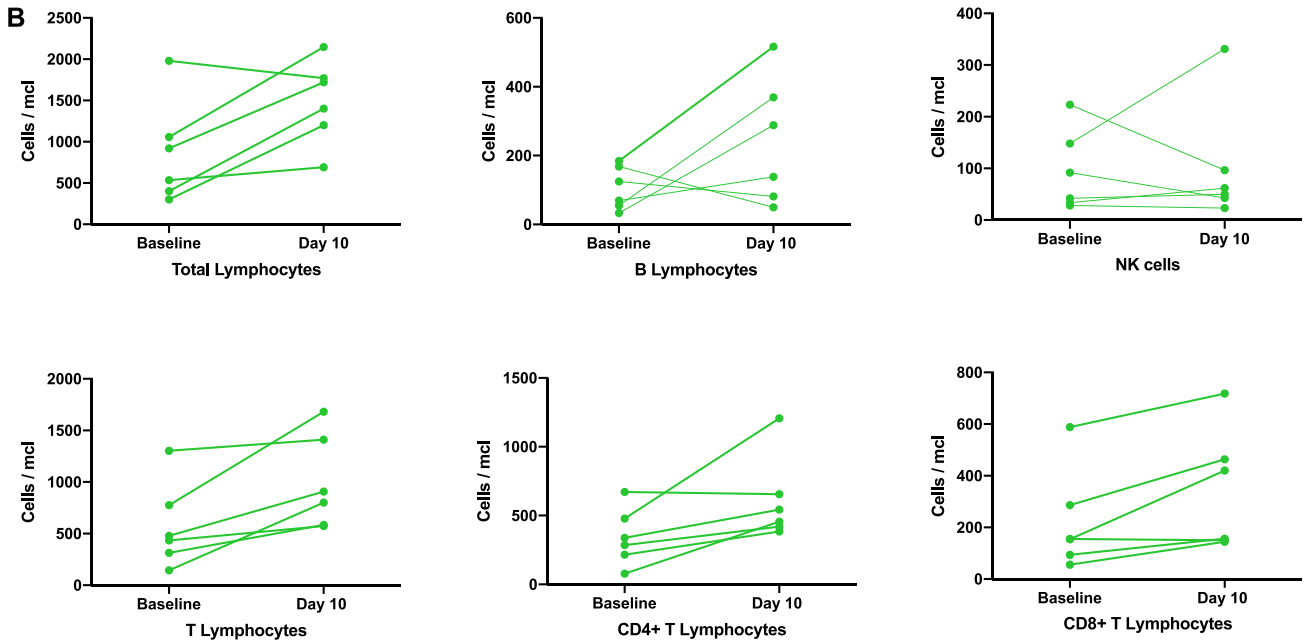 B
2500
2000
1500
1000
500
0
Cells / mcl
Baseline
Day 10
Total Lymphocytes
600
400
200
0
Cells / mcl
Baseline
Day 10
B Lymphocytes
400
300
200
100
0
Cells / mcl
Baseline
Day 10
NK cells
2000
1500
1000
500
0
Cells / mcl
Baseline
Day 10
T Lymphocytes
1500
1000
500
0
Cells / mcl
Baseline
Day 10
CD4+ T Lymphocytes
800
600
400
200
0
Cells / mcl
Baseline
Day 10
CD8+ T Lymphocytes